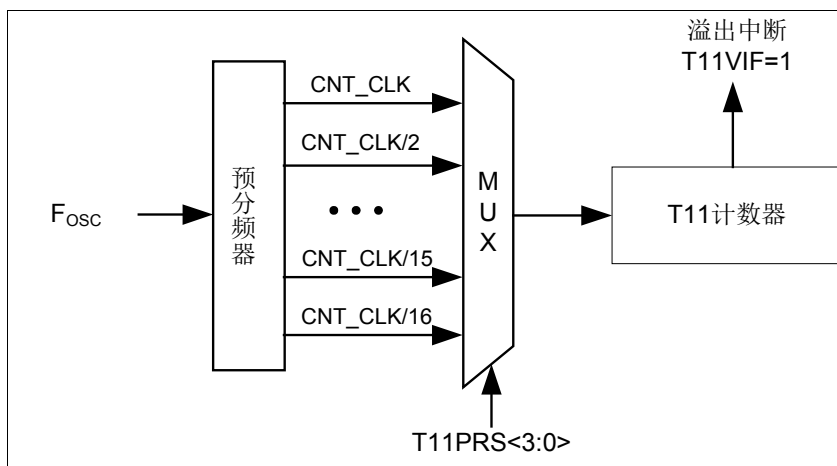 溢出中断
T11VIF=1
CNT_CLK
CNT_CLK/2
预分频器
MUX
FOSC
T11计数器
CNT_CLK/15
CNT_CLK/16
T11PRS<3:0>